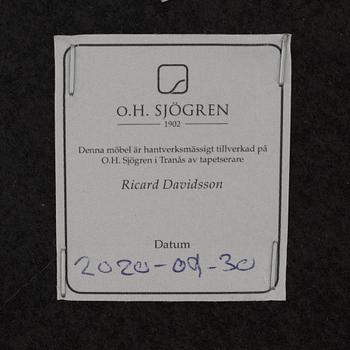 O.H. SJÖGREN
1902
Denna möbel är hantverksmässigt tillverkad på
O.H. Sjögren i Tranås av tapetserare
Ricard Davidsson
Datum
2020-09-30